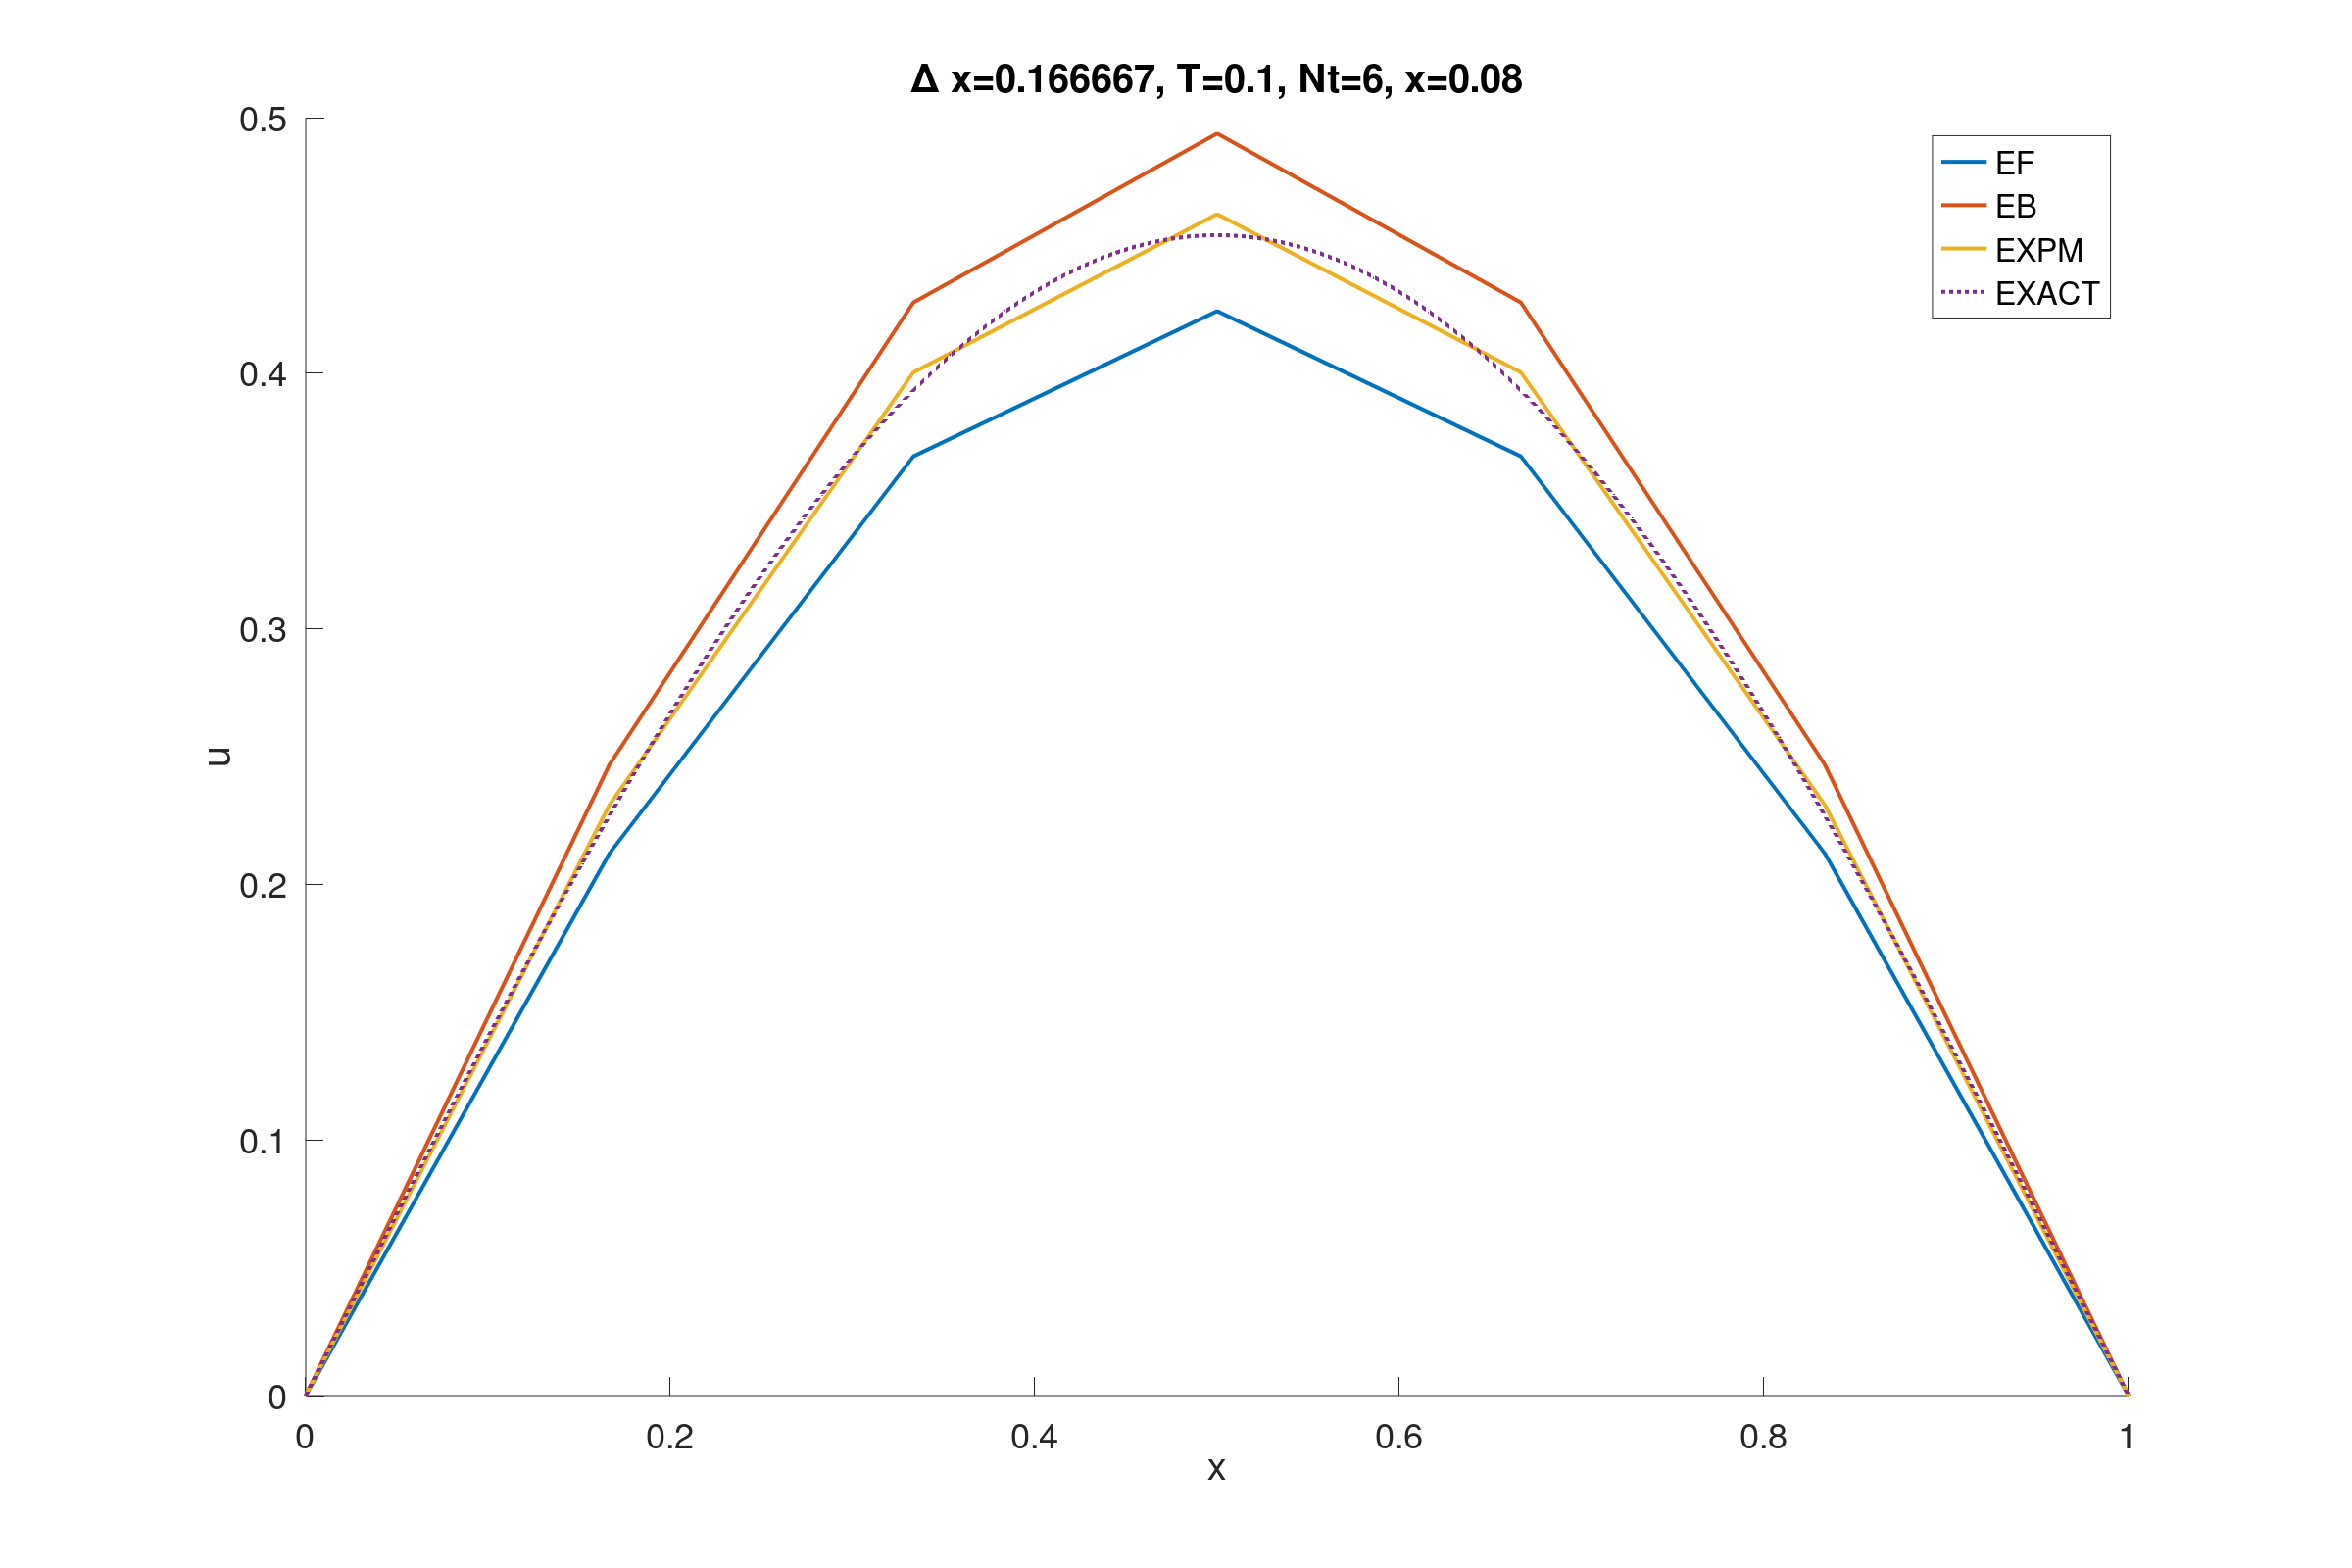 Δ x=0.166667, T=0.1, Nt=6, x=0.08
0.5
0.4
0.3
0.2
0.1
0
u
EF
EB
EXPM
EXACT
0 0.2 0.4 0.6 0.8 1
x